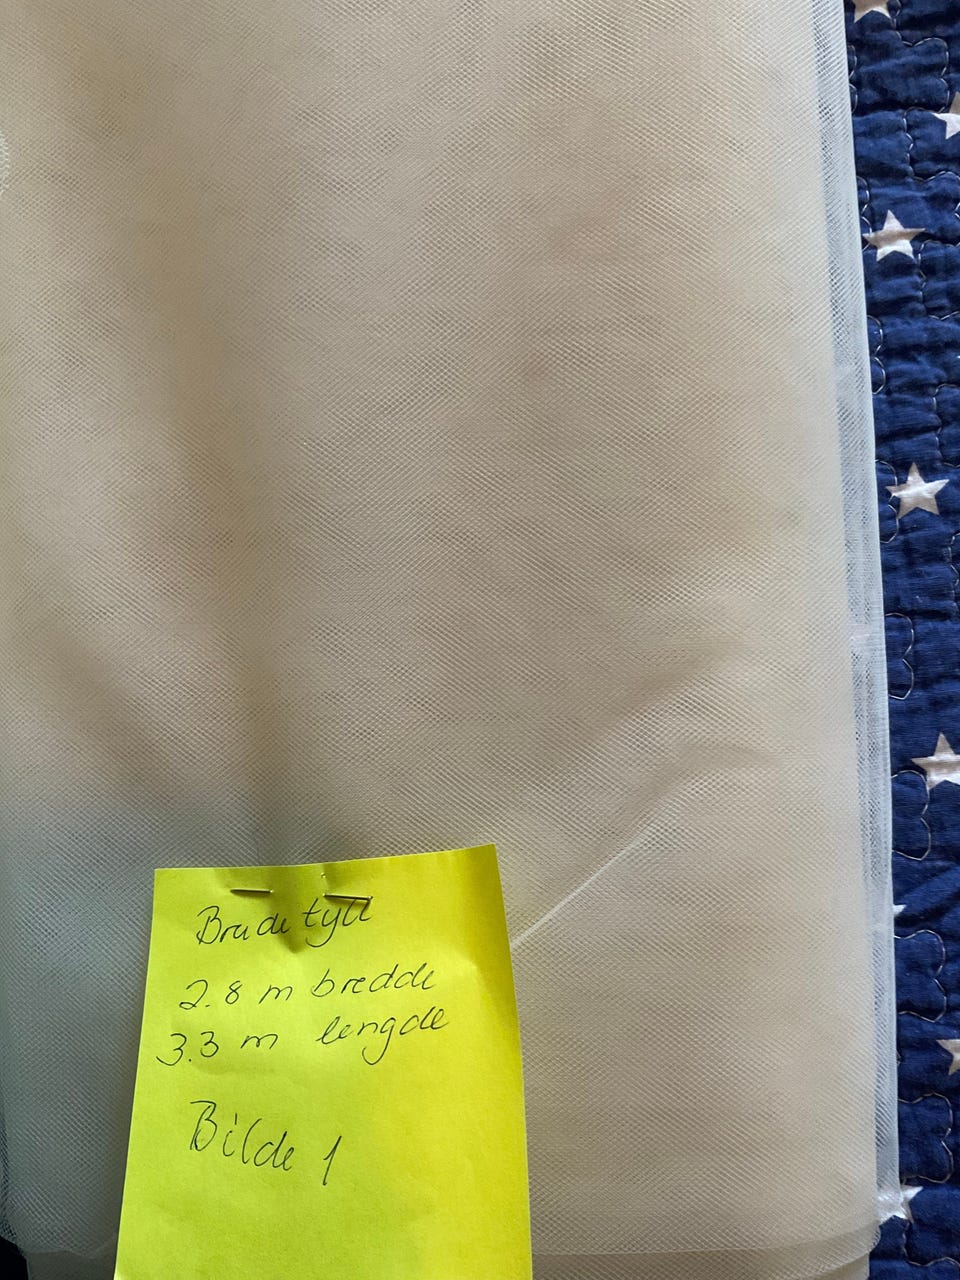 Brudetyll
2.8 m bredde
3.3 m lengde
Bilde 1